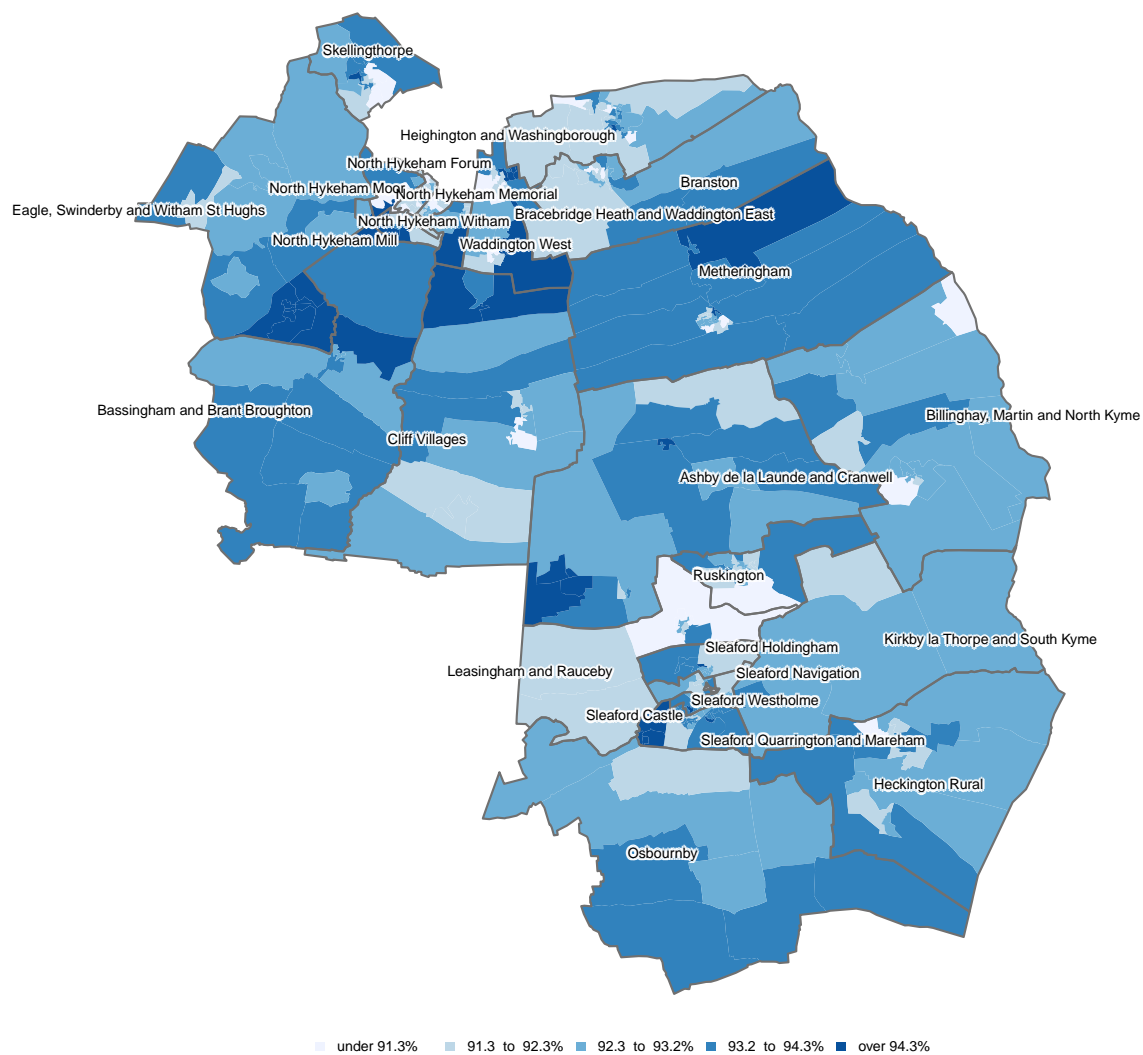 Skellingthorpe
Heighington and Washingborough
North Hykeham Forum
Branston
North Hykeham Moor
North Hykeham Memorial
Eagle, Swinderby and Witham St Hughs
Bracebridge Heath and Waddington East
North Hykeham Witham
North Hykeham Mill
Waddington West
Metheringham
Bassingham and Brant Broughton
Billinghay, Martin and North Kyme
Cliff Villages
Ashby de la Launde and Cranwell
Ruskington
Kirkby la Thorpe and South Kyme
Sleaford Holdingham
Leasingham and Rauceby
Sleaford Navigation
Sleaford Westholme
Sleaford Castle
Sleaford Quarrington and Mareham
Heckington Rural
Osbournby
under 91.3% 91.3 to 92.3% 92.3 to 93.2% 93.2 to 94.3% over 94.3%